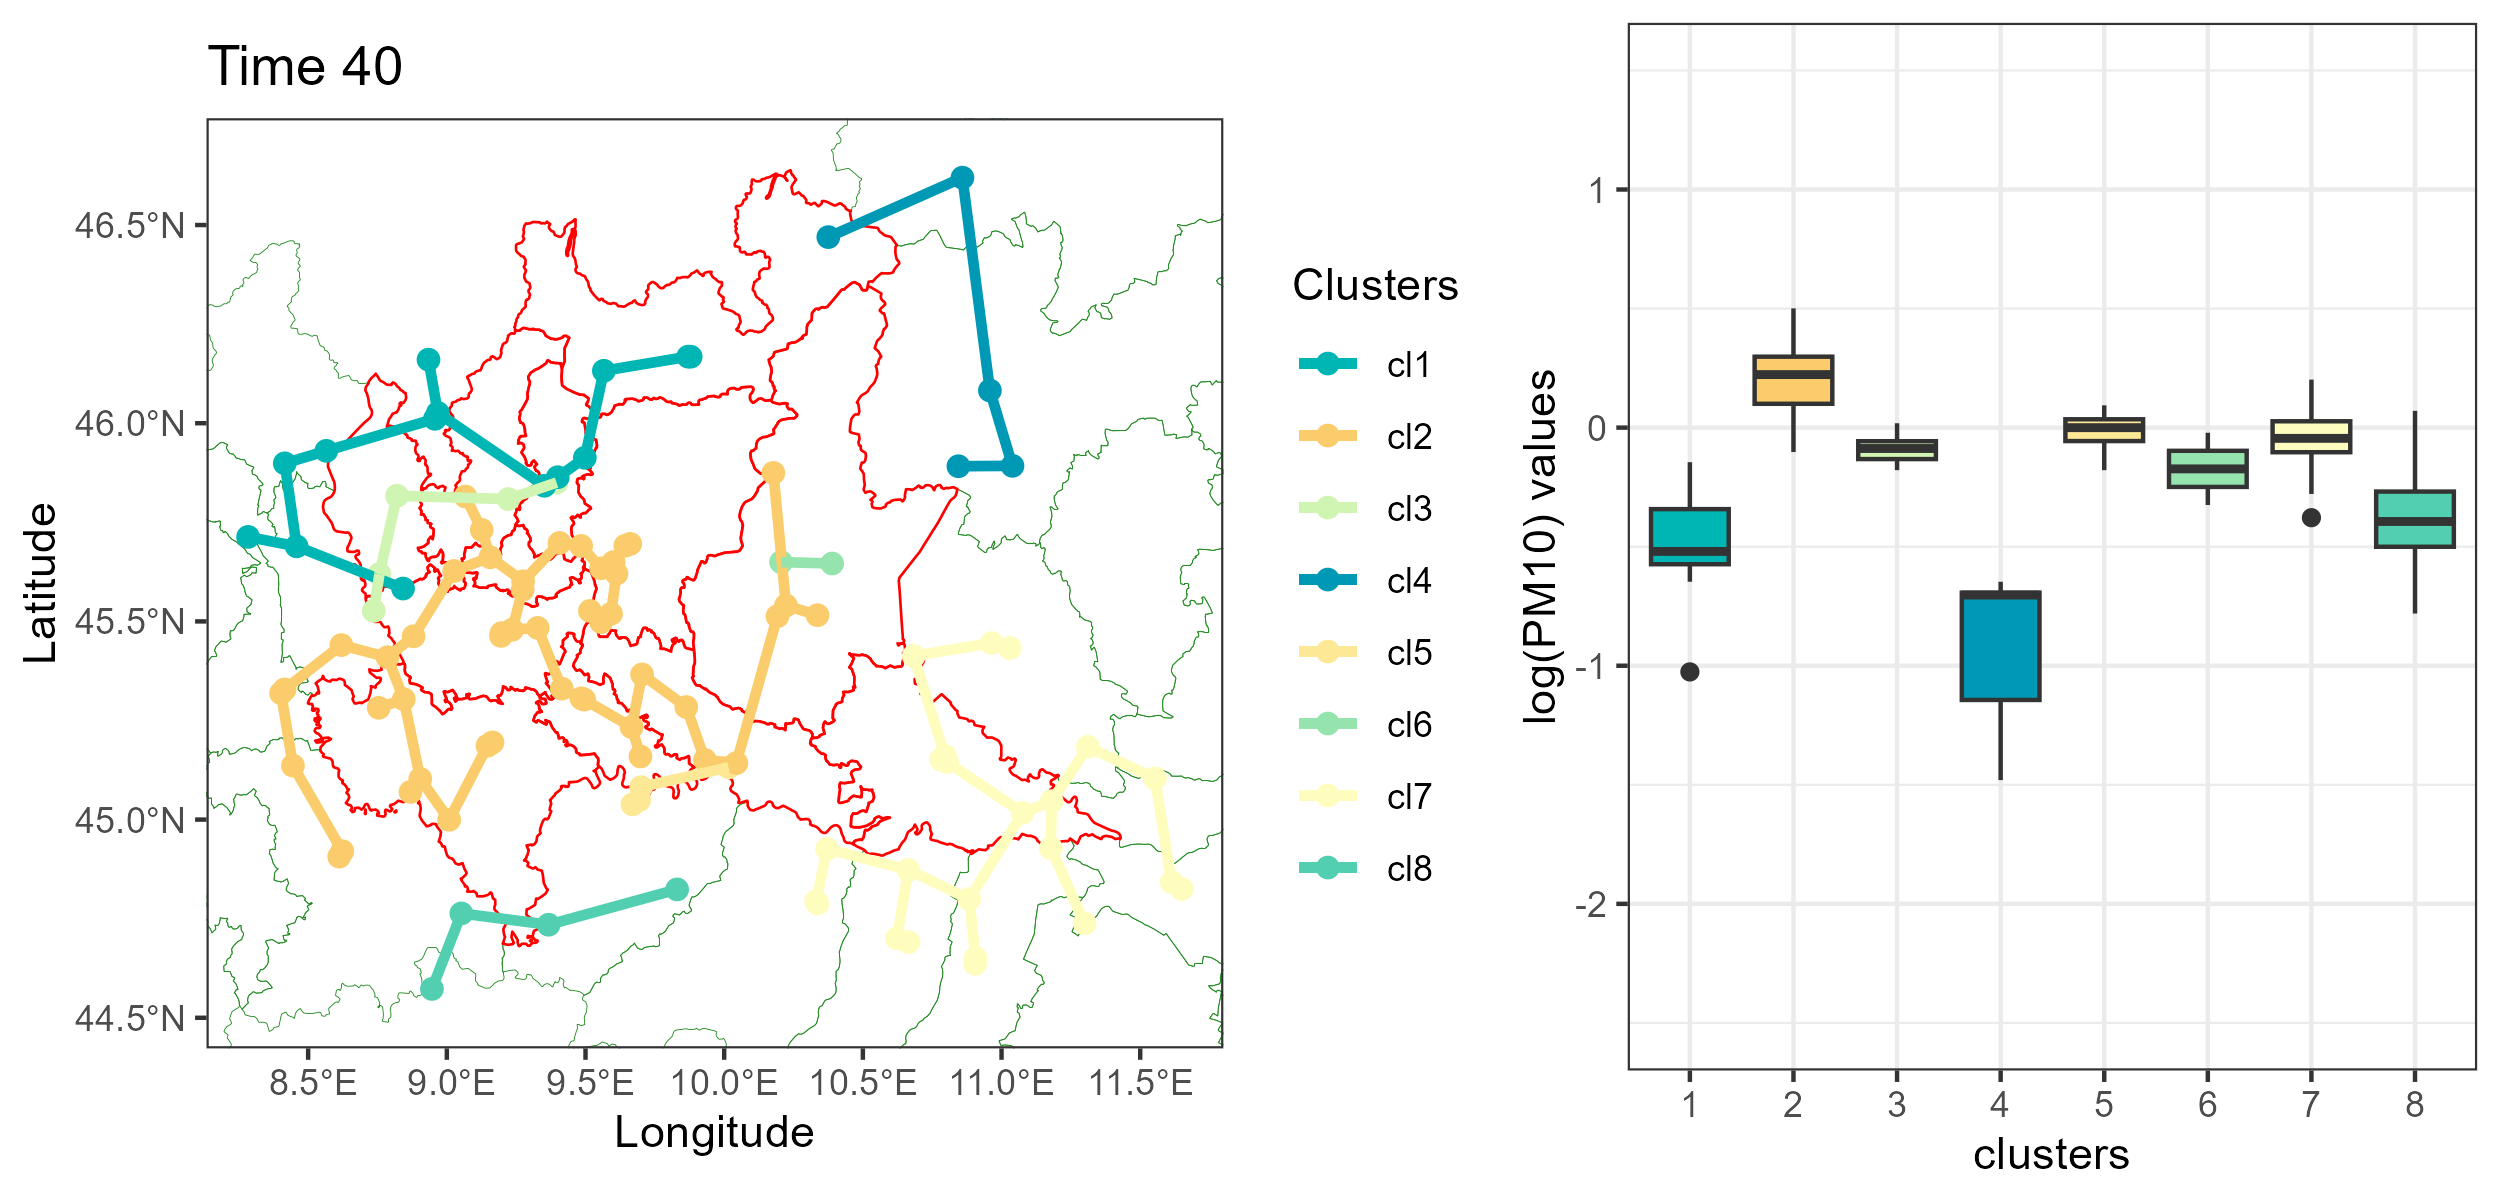 Time 40
Latitude
46.5°N
46.0°N
45.5°N
45.0°N
44.5°N
8.5°E
9.0°E
9.5°E
10.0°E
10.5°E
11.0°E
11.5°E
Longitude
Clusters
cl1
cl2
cl3
cl4
cl5
cl6
cl7
cl8
log(PM10) values
1
0
-1
-2
1
2
3
4
5
6
7
8
clusters